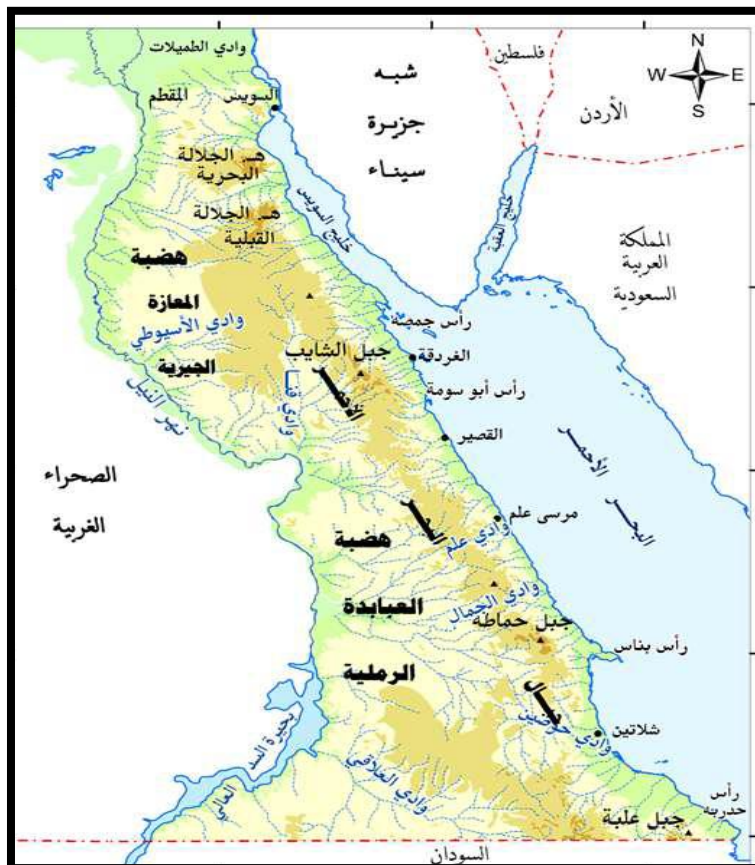 N
W E
S
وادي الطميلات
شبه
جزيرة
سيناء
فلسطين
الأردن
المقطم
السويس
هـ الجلالة
البحرية
هـ الجلالة
القبلية
خليج السويس
خليج العقبة
المملكة
العربية
السعودية
هضبة
المعازة
الجيرية
وادي الأسيوطي
رأس جمصه
جبل الشايب
الغردقة
وادي قنا
رأس أبو سومة
نهر النيل
القصير
الأحمر
البحر
الصحراء
الغربية
مرسى علم
وادي علم
هضبة
العبابدة
الرملية
وادي الجمال
جبل حماطه
رأس بناس
وادي حوضين
شلاتين
بحيرة السد العالي
وادي العلاقي
رأس
حدربه
جبل علبة
السودان